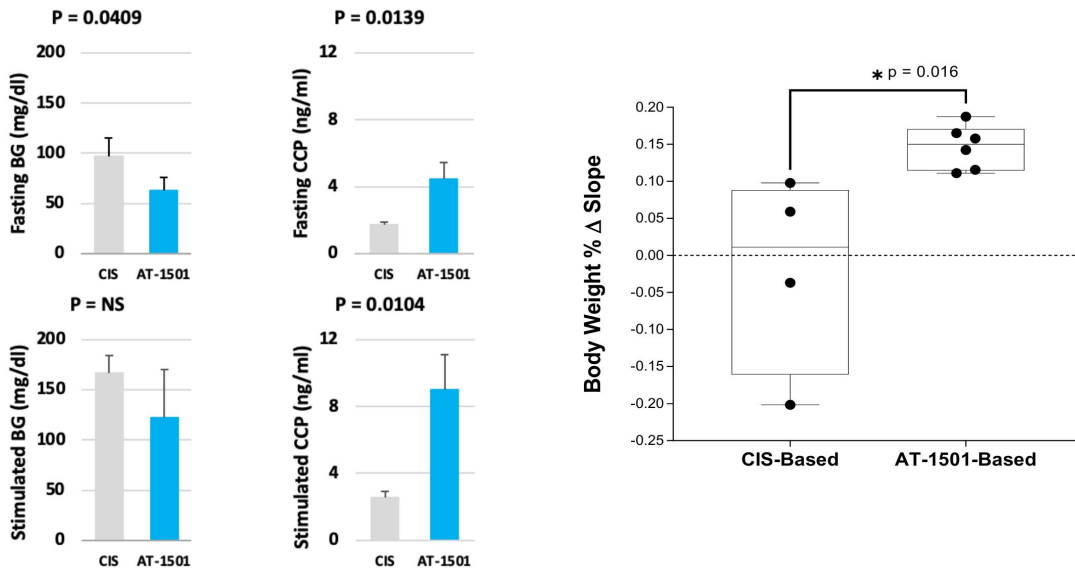 P = 0.0409
200
150
100
50
0
Fasting BG (mg/dl)
CIS AT-1501
P = 0.0139
12
8
4
0
Fasting CCP (ng/ml)
CIS AT-1501
P = NS
200
150
100
50
0
Stimulated BG (mg/dl)
CIS AT-1501
P = 0.0104
12
8
4
0
Stimulated CCP (ng/ml)
CIS AT-1501
* p = 0.016
0.20
0.15
0.10
0.05
0.00
-0.05
-0.10
-0.15
-0.20
-0.25
Body Weight % Δ Slope
CIS-Based AT-1501-Based